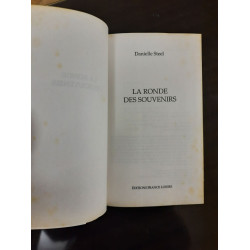 Danielle Steel
LA RONDE
DES SOUVENIRS